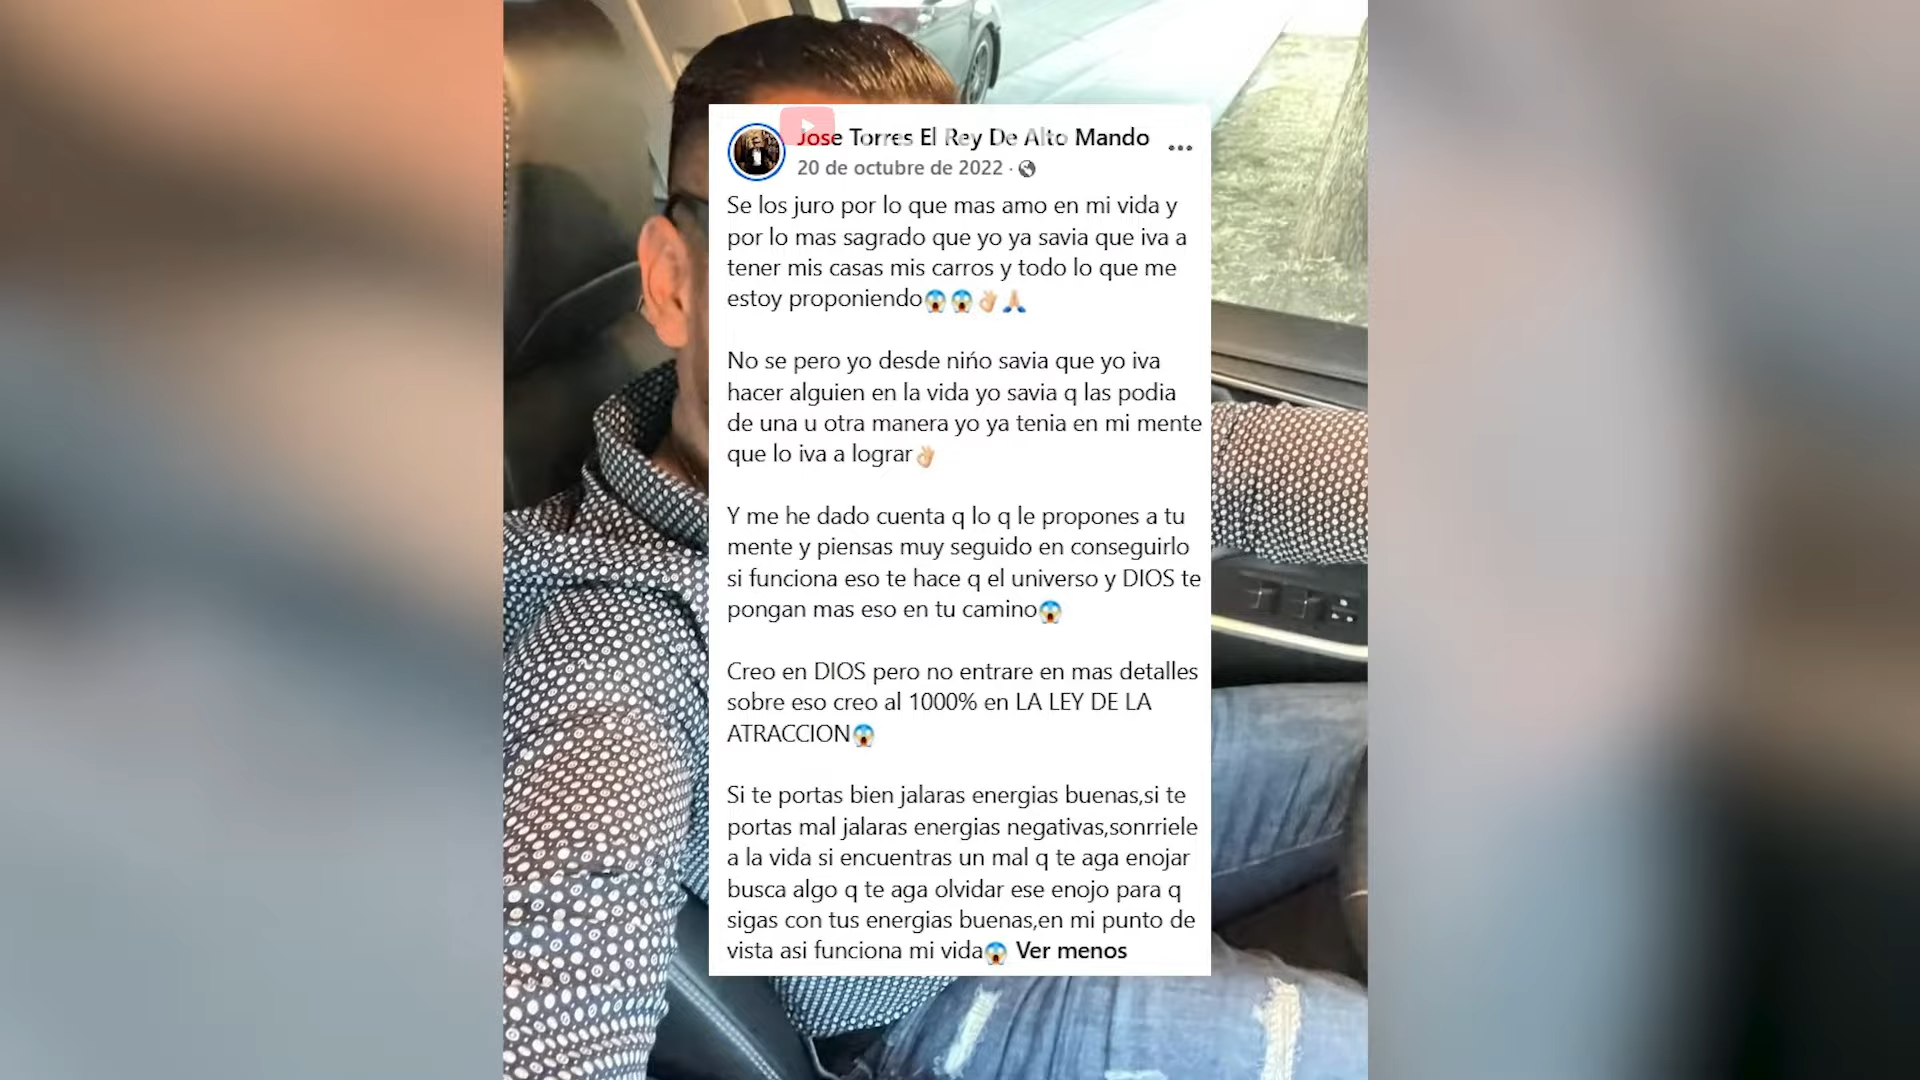 Jose Torres El Rey De Alto Mando
20 de octubre de 2022 ·
Se los juro por lo que mas amo en mi vida y
por lo mas sagrado que yo ya savia que iva a
tener mis casas mis carros y todo lo que me
estoy proponiendo😱😱👌🏻🙏🏻
No se pero yo desde nińo savia que yo iva
hacer alguien en la vida yo savia q las podia
de una u otra manera yo ya tenia en mi mente
que lo iva a lograr👌🏻
Y me he dado cuenta q lo q le propones a tu
mente y piensas muy seguido en conseguirlo
si funciona eso te hace q el universo y DIOS te
pongan mas eso en tu camino😱
Creo en DIOS pero no entrare en mas detalles
sobre eso creo al 1000% en LA LEY DE LA
ATRACCION😱
Si te portas bien jalaras energias buenas,si te
portas mal jalaras energias negativas,sonrriele
a la vida si encuentras un mal q te aga enojar
busca algo q te aga olvidar ese enojo para q
sigas con tus energias buenas,en mi punto de
vista asi funciona mi vida😱 Ver menos